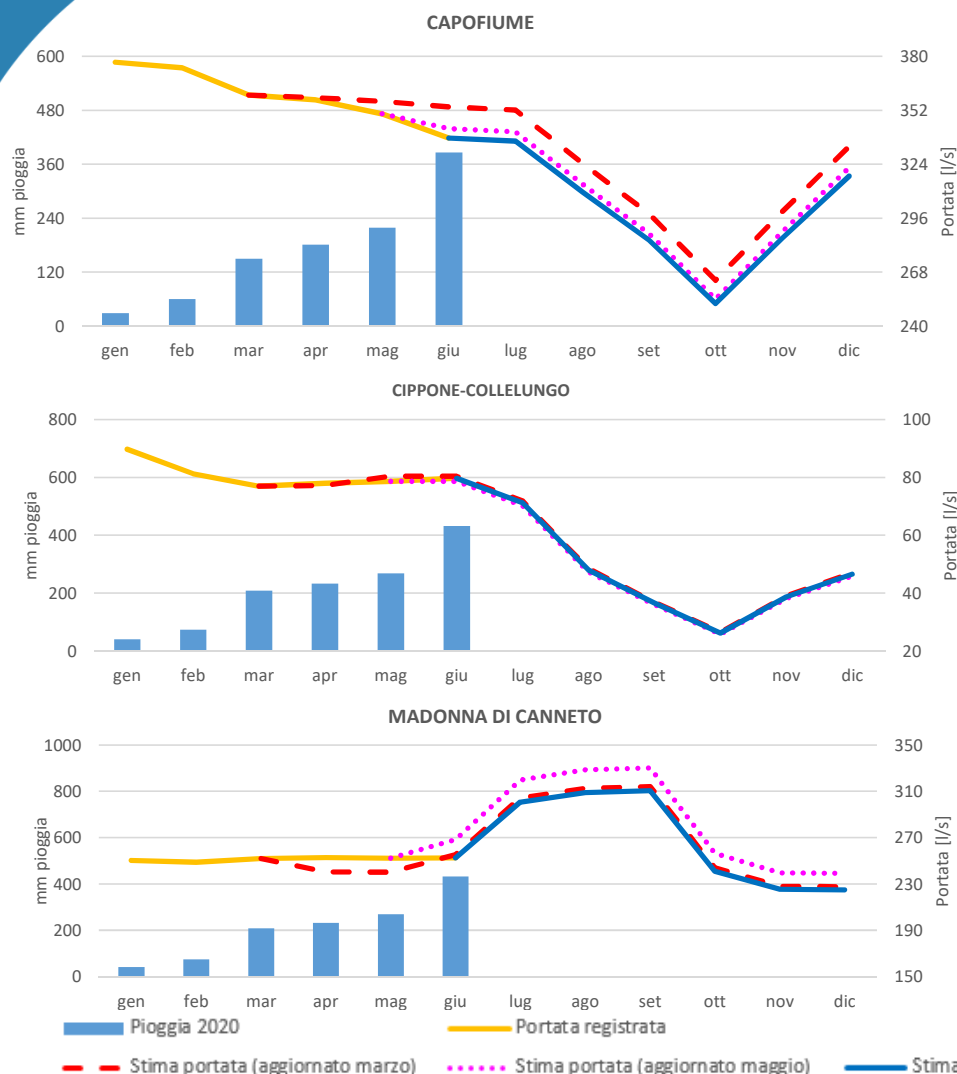 CAPOFIUME
600 380
480 352
360 324
240 296
120 268
0 240
mm pioggia
Portata [l/s]
gen feb mar apr mag giu lug ago set ott nov dic
CIPPONE-COLLELUNGO
800 100
600 80
400 60
200 40
0 20
mm pioggia
Portata [l/s]
gen feb mar apr mag giu lug ago set ott nov dic
MADONNA DI CANNETO
1000 350
800 310
600 270
400 230
200 190
0 150
mm pioggia
Portata [l/s]
gen feb mar apr mag giu lug ago set ott nov dic
Pioggia 2020 Portata registrata
Stima portata (aggiornato marzo) Stima portata (aggiornato maggio) Stima